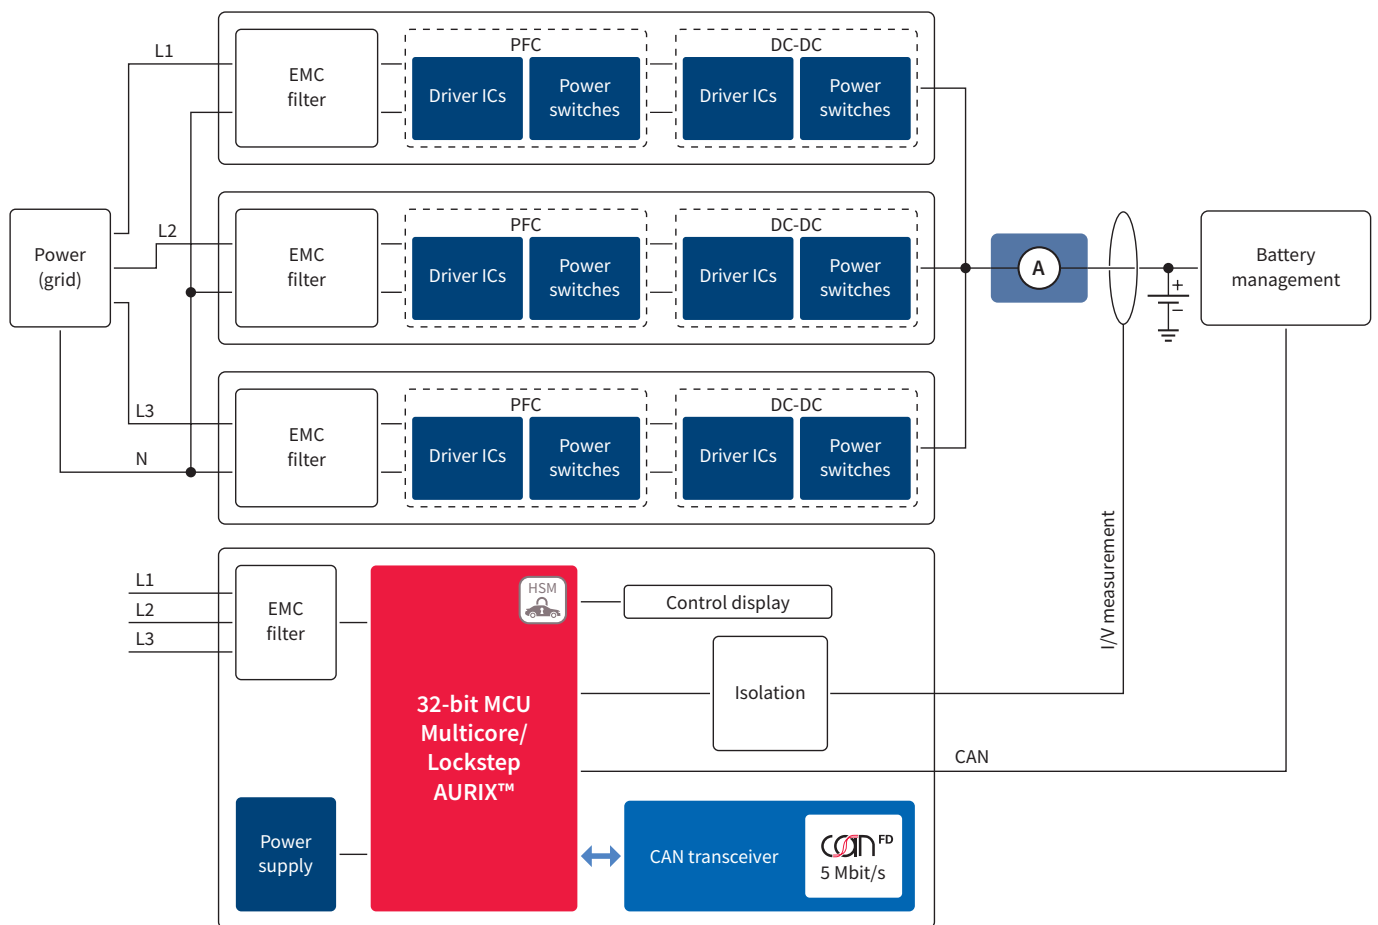 L1
EMC
filter
PFC
Driver ICs
Power
switches
DC-DC
Driver ICs
Power
switches
Power
(grid)
L2
EMC
filter
PFC
Driver ICs
Power
switches
DC-DC
Driver ICs
Power
switches
A
+
−
Battery
management
L3
N
EMC
filter
PFC
Driver ICs
Power
switches
DC-DC
Driver ICs
Power
switches
I/V measurement
L1
L2
L3
EMC
filter
HSM
32-bit MCU
Multicore/
Lockstep
AURIX™
Control display
Isolation
CAN
Power
supply
CAN transceiver
CAN FD
5 Mbit/s